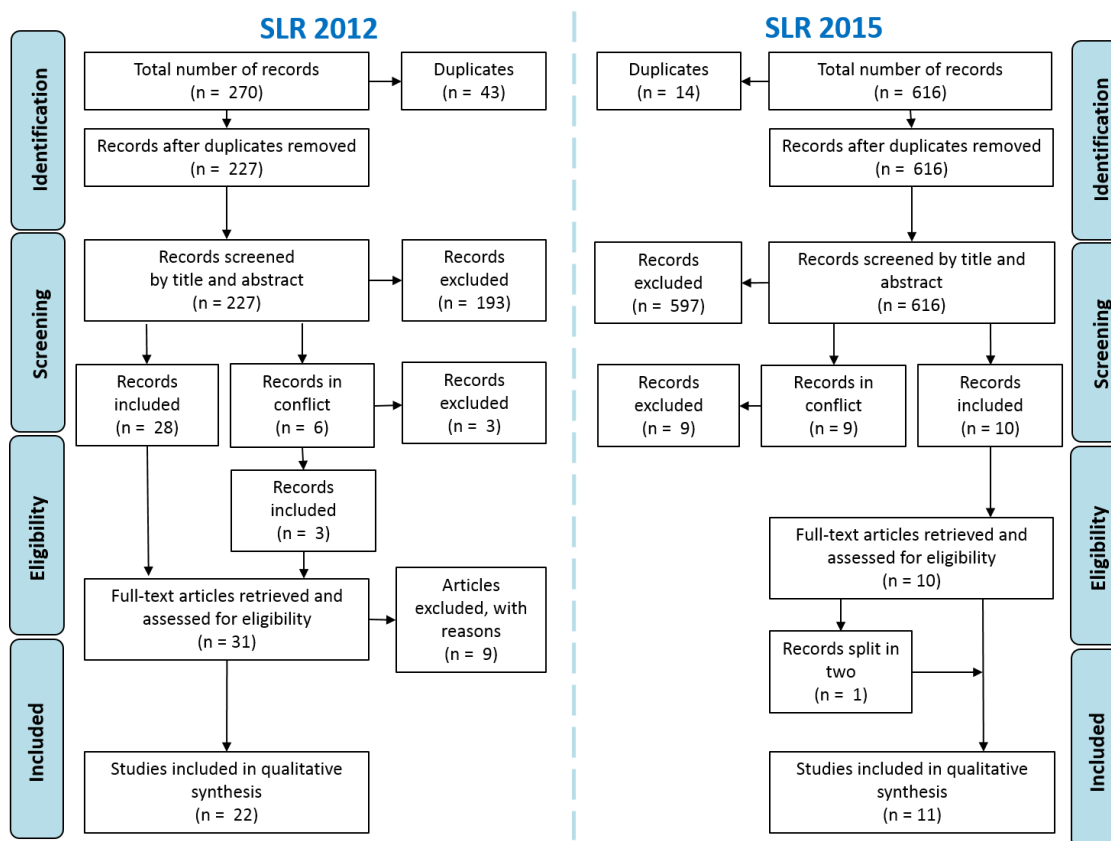 SLR 2012
Identification
Screening
Eligibility
Included
Total number of records
(n =  270)
Duplicates
(n =  43)
Records after duplicates removed
(n =  227)
Records screened
by title and abstract
(n =  227)
Records
excluded
(n =  193)
Records
included
(n =  28)
Records in
conflict
(n =  6)
Records
excluded
(n =  3)
Records
included
(n =  3)
Full-text articles retrieved and
assessed for eligibility
(n =  31)
Articles
excluded, with
reasons
(n =  9)
Studies included in qualitative
synthesis
(n =  22)
SLR 2015
Duplicates
(n =  14)
Total number of records
(n =  616)
Records after duplicates removed
(n =  616)
Records
excluded
(n =  597)
Records screened by title and
abstract
(n =  616)
Records
excluded
(n =  9)
Records in
conflict
(n =  9)
Records
included
(n =  10)
Full-text articles retrieved and
assessed for eligibility
(n =  10)
Records split in
two
(n =  1)
Studies included in qualitative
synthesis
(n =  11)
Identification
Screening
Eligibility
Included